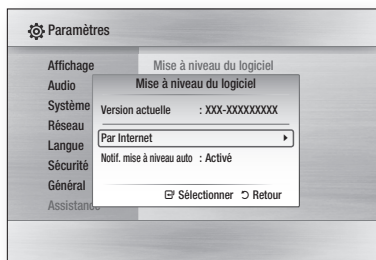 Paramètres
Affichage
Mise à niveau du logiciel
Audio
Mise à niveau du logiciel
Système
Version actuelle : XXX-XXXXXXXXX
Réseau
Par Internet
Langue
Notif. mise à niveau auto : Activé
Sécurité
Général
Sélectionner Retour
Assistance